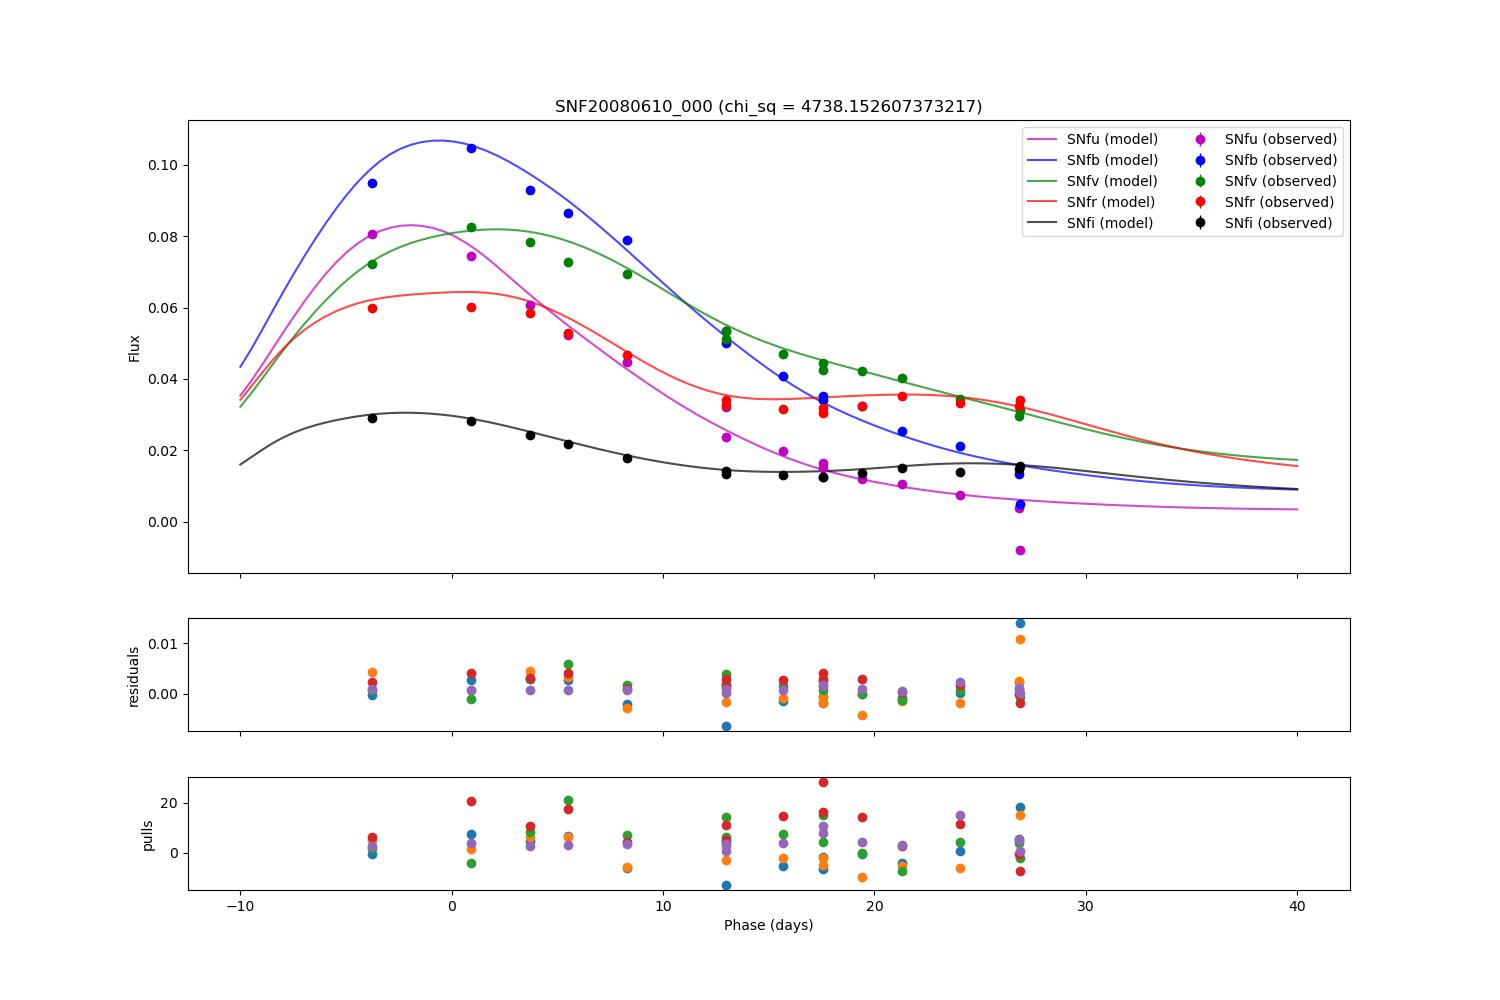 SNF20080610_000 (chi_sq = 4738.152607373217)
SNfu (model) SNfu (observed)
SNfb (model) SNfb (observed)
SNfv (model) SNfv (observed)
SNfr (model) SNfr (observed)
SNfi (model) SNfi (observed)
Flux
0.10
0.08
0.06
0.04
0.02
0.00
residuals
0.01
0.00
pulls
20
0
−10 0 10 20 30 40
Phase (days)